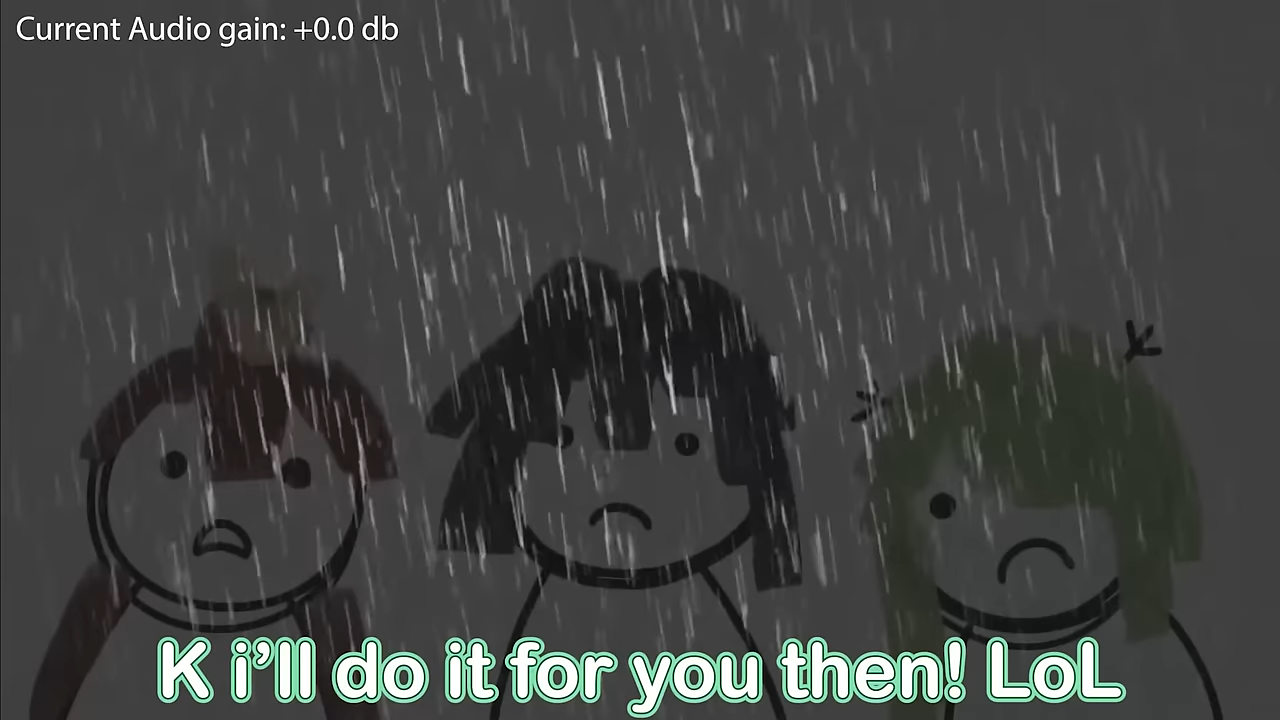 Current Audio gain: +0.0 db
K i’ll do it for you then! LoL